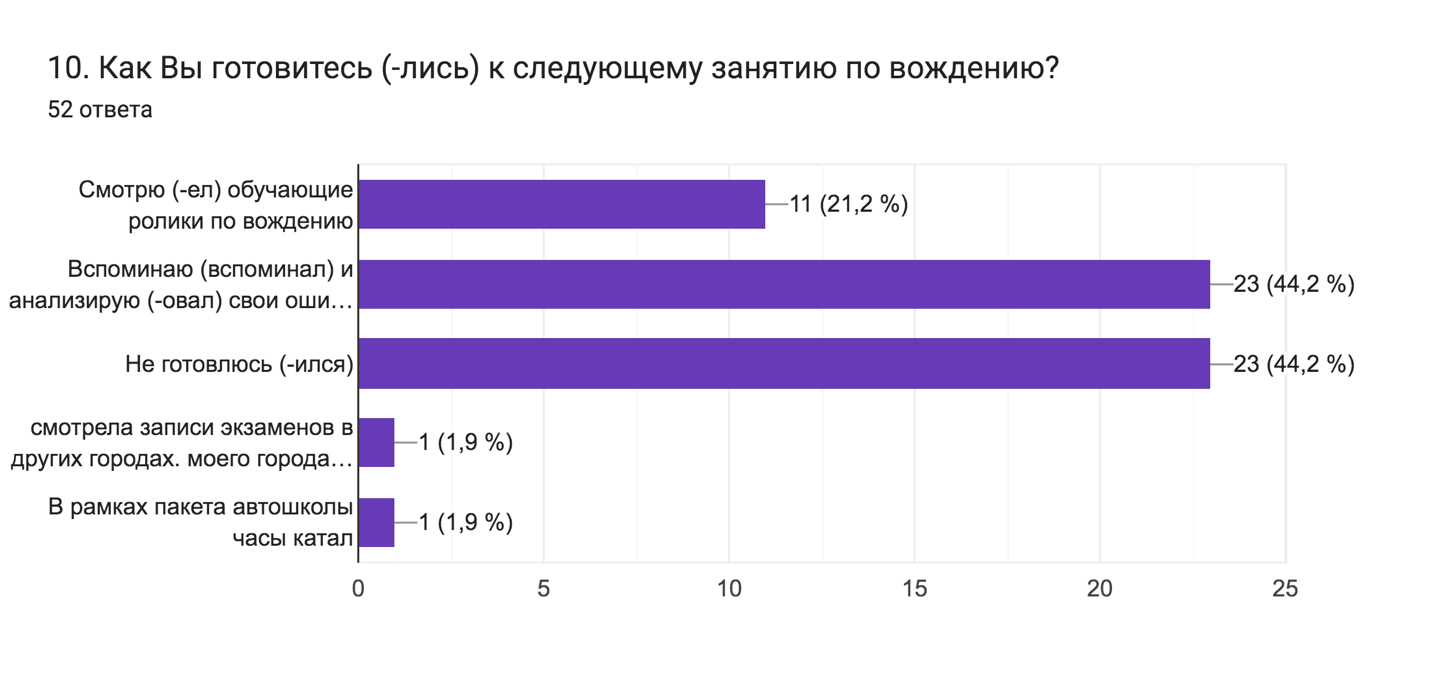 10. Как Вы готовитесь (-лись) к следующему занятию по вождению?
52 ответа
Смотрю (-ел) обучающие
ролики по вождению
11 (21,2 %)
Вспоминаю (вспоминал) и
анализирую (-овал) свои оши…
23 (44,2 %)
Не готовлюсь (-ился)
23 (44,2 %)
смотрела записи экзаменов в
других городах. моего города…
1 (1,9 %)
В рамках пакета автошколы
часы катал
1 (1,9 %)
0 5 10 15 20 25